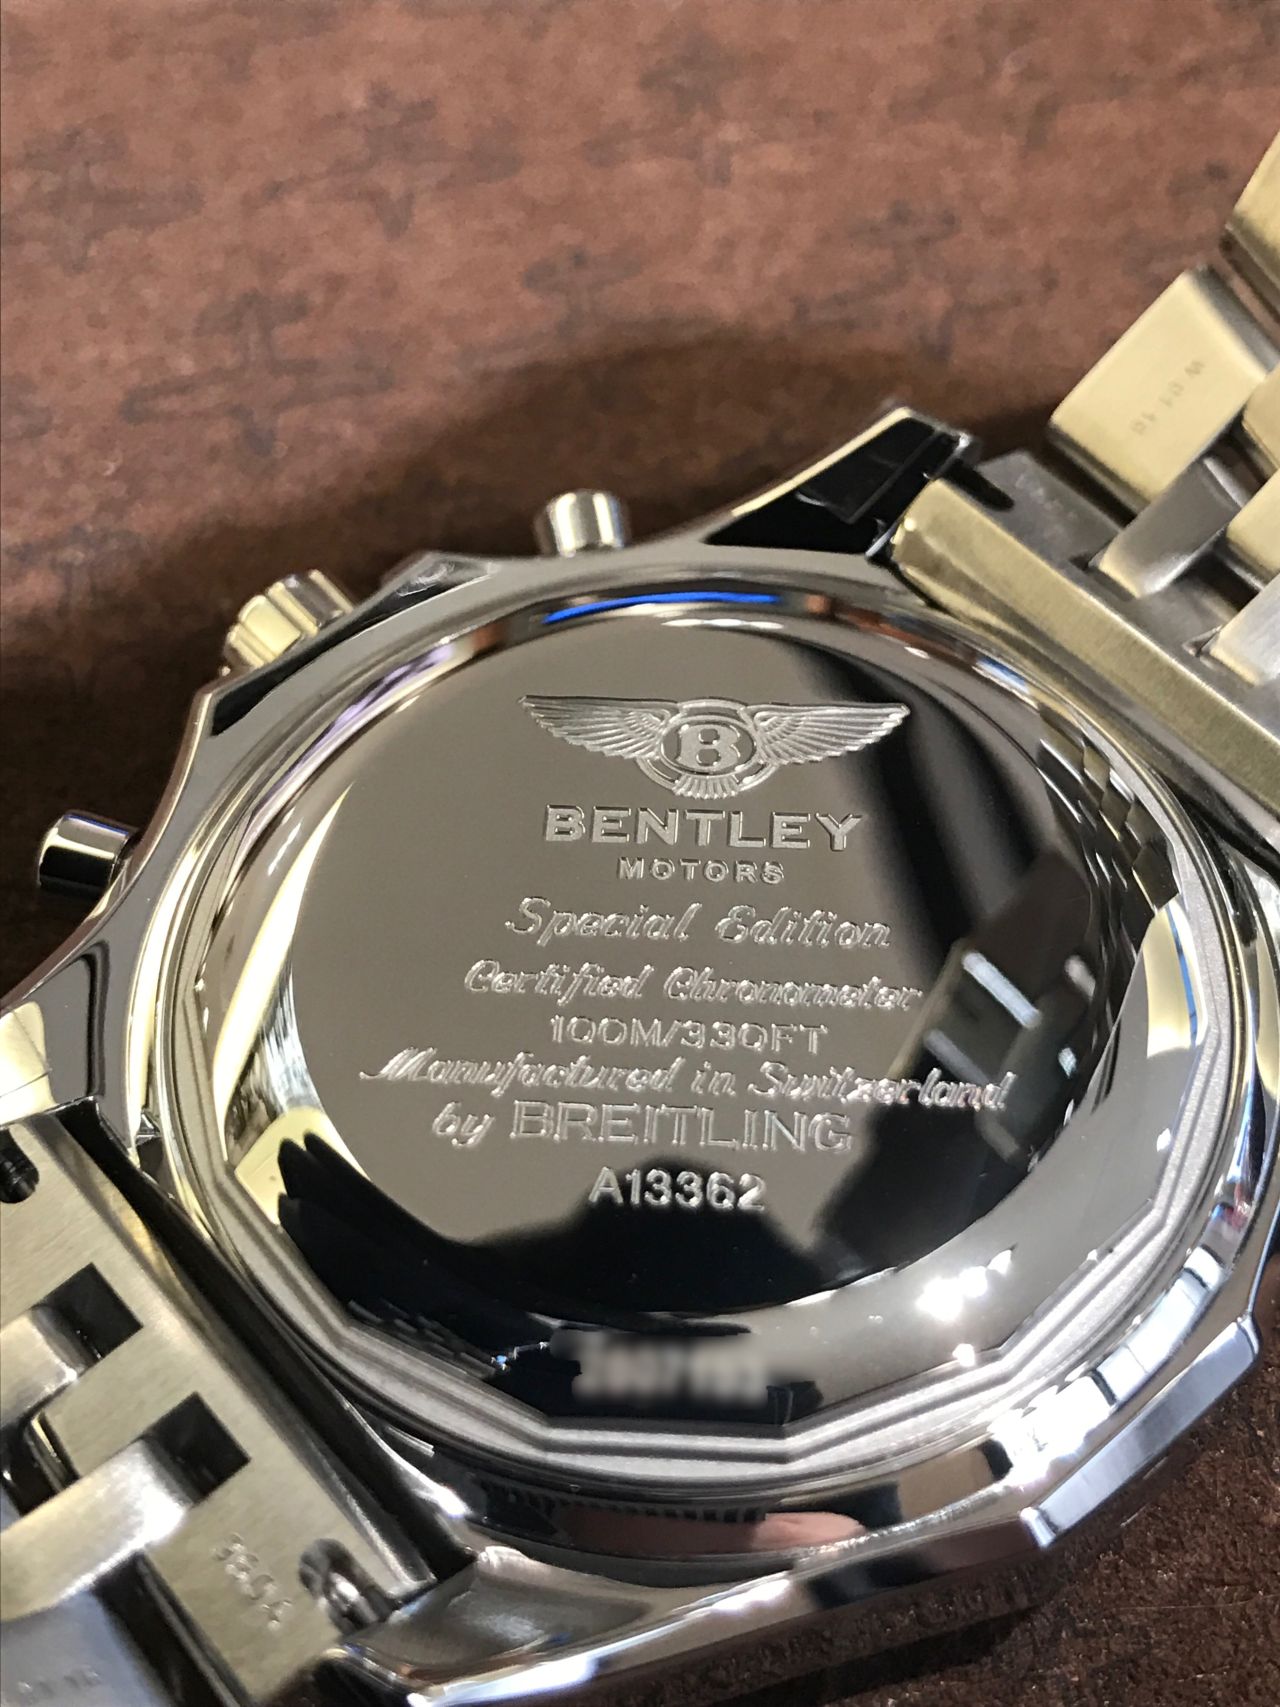 B
BENTLEY
MOTORS
Special Edition
Certified Chronometer
100M/330FT
Manufactured in Switzerland
by BREITLING
A13362